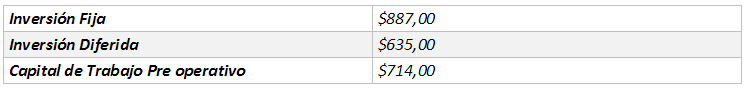 Inversión Fija $887,00
Inversión Diferida $635,00
Capital de Trabajo Pre operativo $714,00